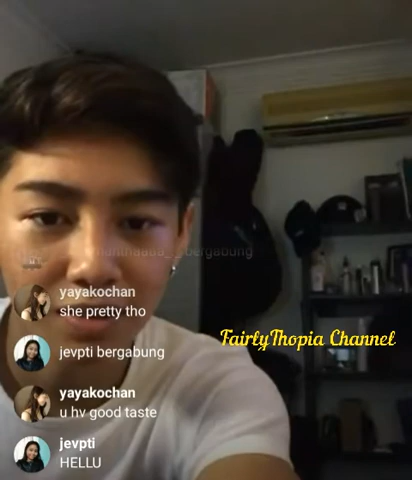 yayakochan
she pretty tho
FairlyThopia Channel
jevpti bergabung
yayakochan
u hv good taste
jevpti
HELLU